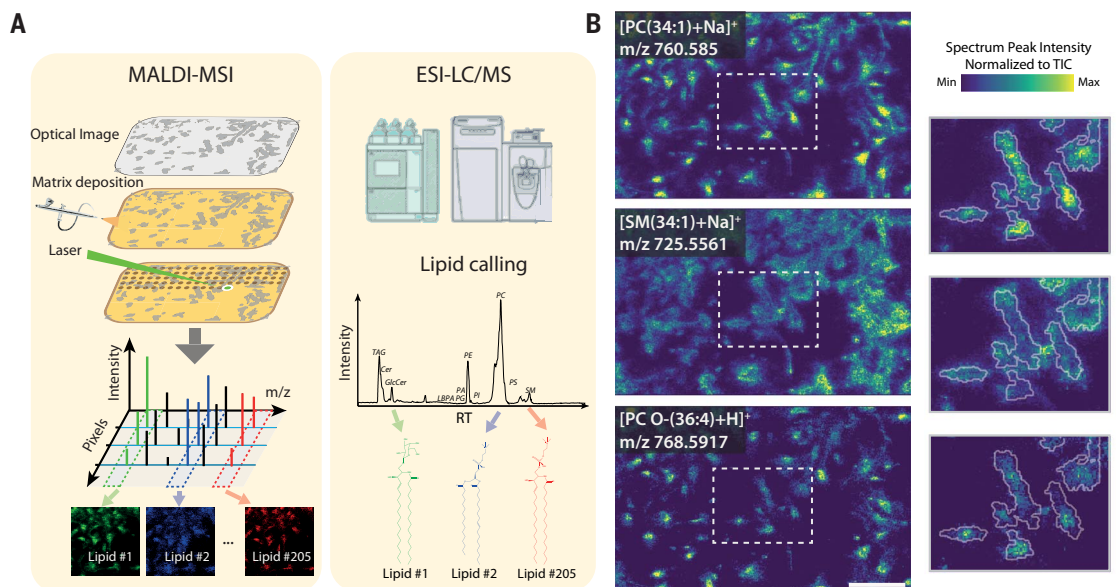 A
MALDI-MSI
Optical Image
Matrix deposition
Laser
Intensity
m/z
Pixels
Lipid #1
Lipid #2
...
Lipid #205
ESI-LC/MS
Lipid calling
Intensity
TAG
Cer
GlcCer
LBPA
PA
PG
PE
PI
PC
PS
SM
RT
Lipid #1
Lipid #2
Lipid #205
B
[PC(34:1)+Na]⁺
m/z 760.585
[SM(34:1)+Na]⁺
m/z 725.5561
[PC O-(36:4)+H]⁺
m/z 768.5917
Spectrum Peak Intensity
Normalized to TIC
Min
Max